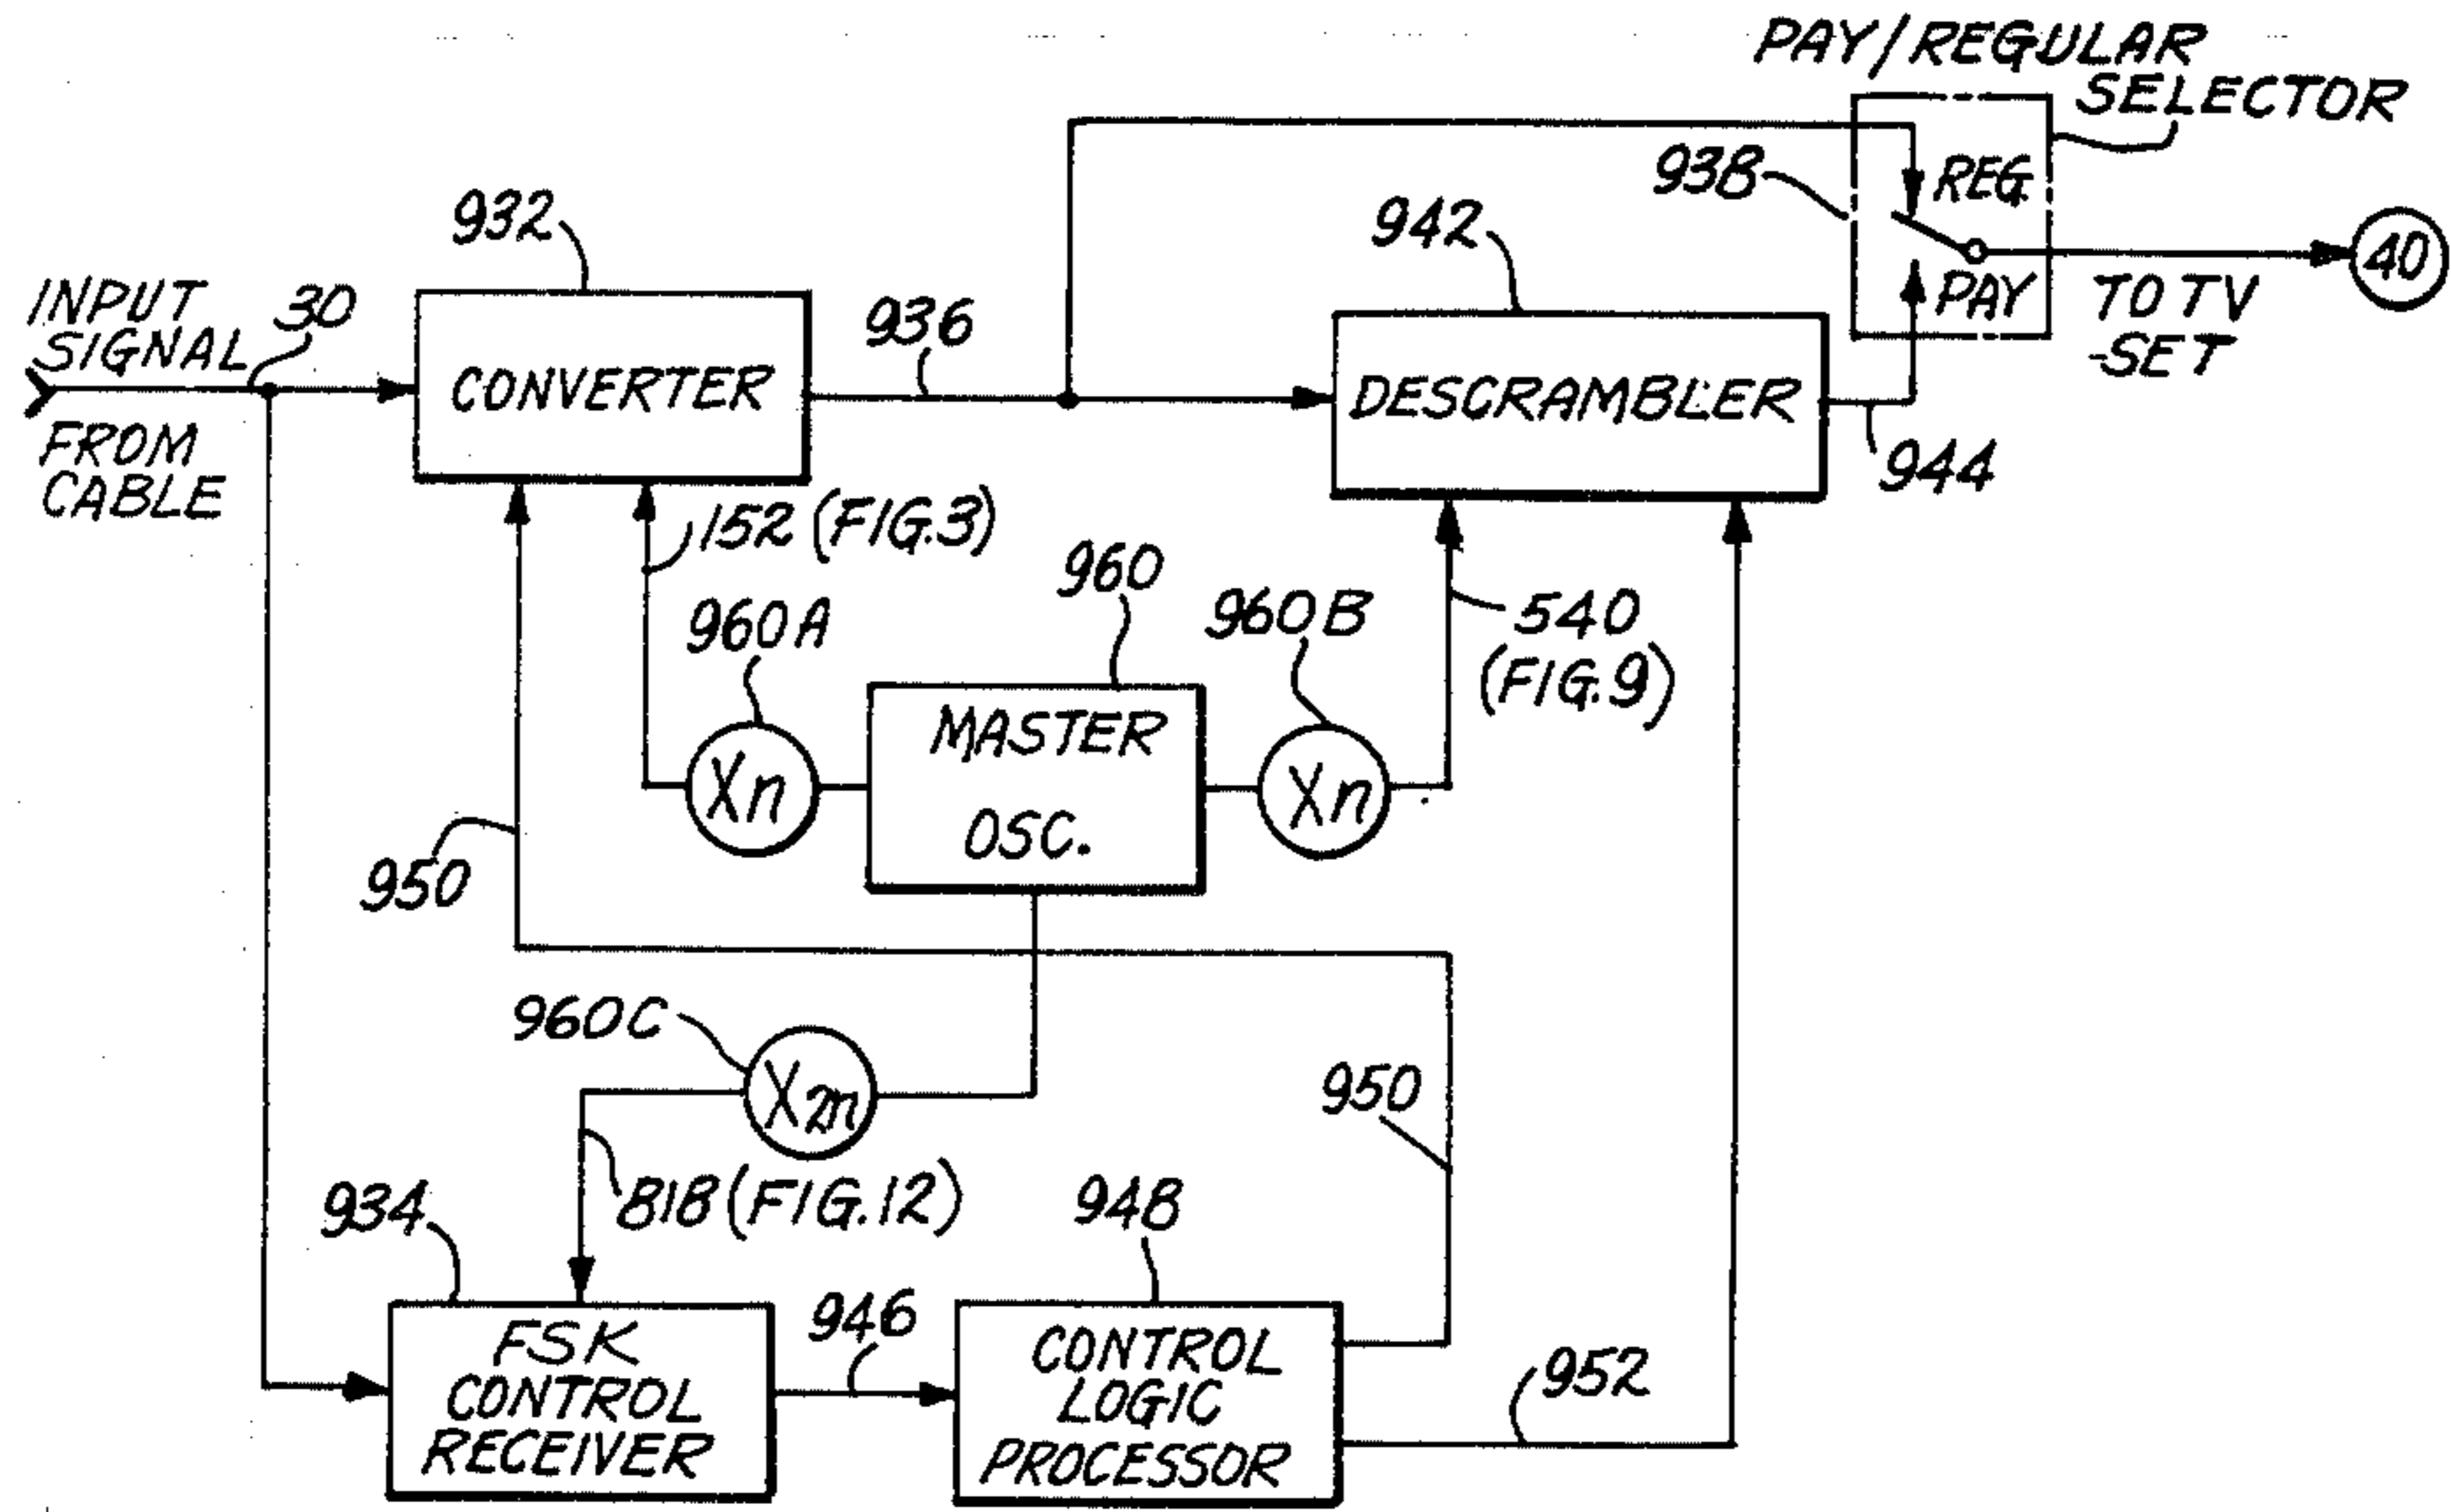 PAY/REGULAR
SELECTOR
938
REG.
932
942
40
INPUT
SIGNAL
30
936
PAY
TO TV
-SET
CONVERTER
DESCRAMBLER
FROM
CABLE
944
152 (FIG.3)
960
960A
960B
540
(FIG.9)
MASTER
OSC.
Xn
Xn
950
960C
Xm
950
934
818 (FIG.12)
948
FSK
CONTROL
RECEIVER
946
CONTROL
LOGIC
PROCESSOR
952